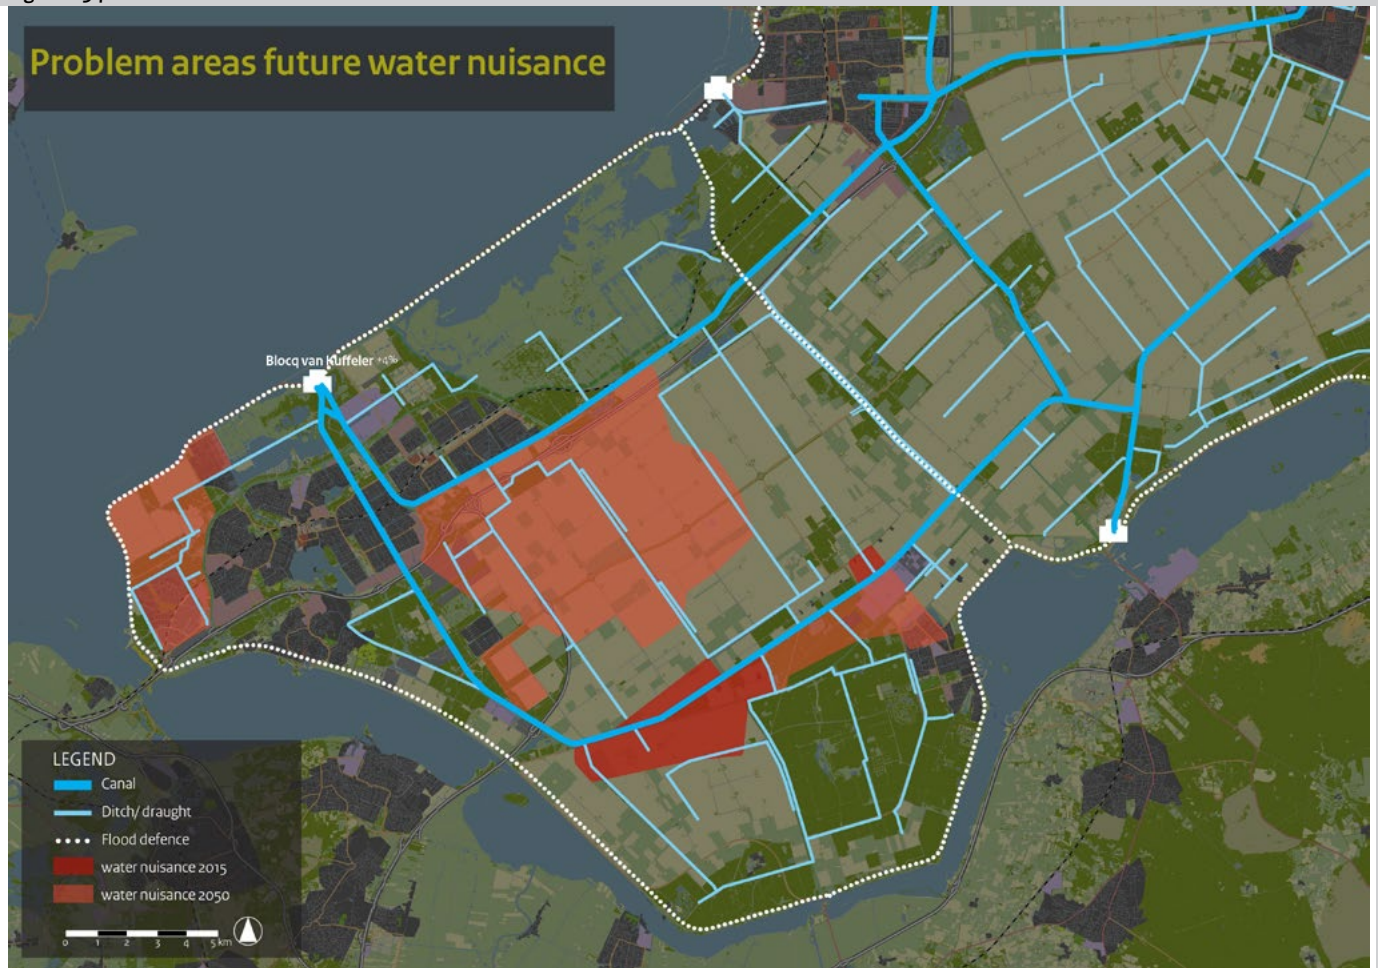 Problem areas future water nuisance
Blocq van Kuffeler +4%
LEGEND
Canal
Ditch/ draught
Flood defence
water nuisance 2015
water nuisance 2050
0 1 2 3 4 5 km